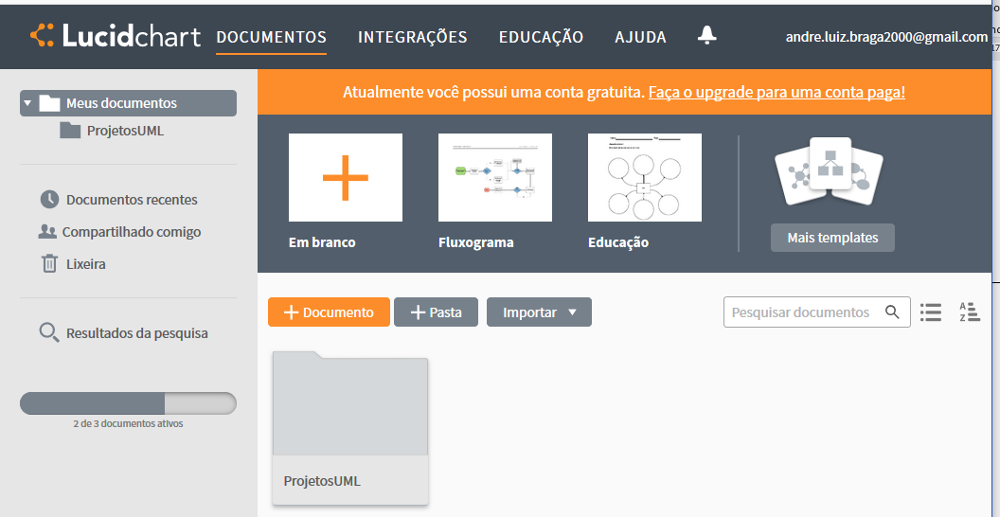 Lucidchart DOCUMENTOS INTEGRAÇÕES EDUCAÇÃO AJUDA andre.luiz.braga2000@gmail.com
Atualmente você possui uma conta gratuita. Faça o upgrade para uma conta paga!
Meus documentos
ProjetosUML
Documentos recentes
Compartilhado comigo
Lixeira
Resultados da pesquisa
2 de 3 documentos ativos
Em branco Fluxograma Educação Mais templates
Documento Pasta Importar Pesquisar documentos A Z
ProjetosUML